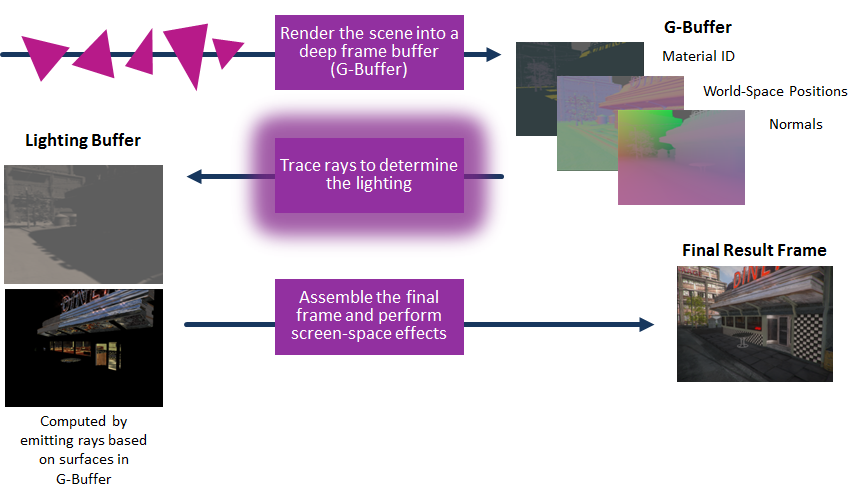 Render the scene into a
deep frame buffer
(G-Buffer)
G-Buffer
Material ID
World-Space Positions
Normals
Lighting Buffer
Trace rays to determine
the lighting
Final Result Frame
Assemble the final
frame and perform
screen-space effects
Computed by
emitting rays based
on surfaces in
G-Buffer